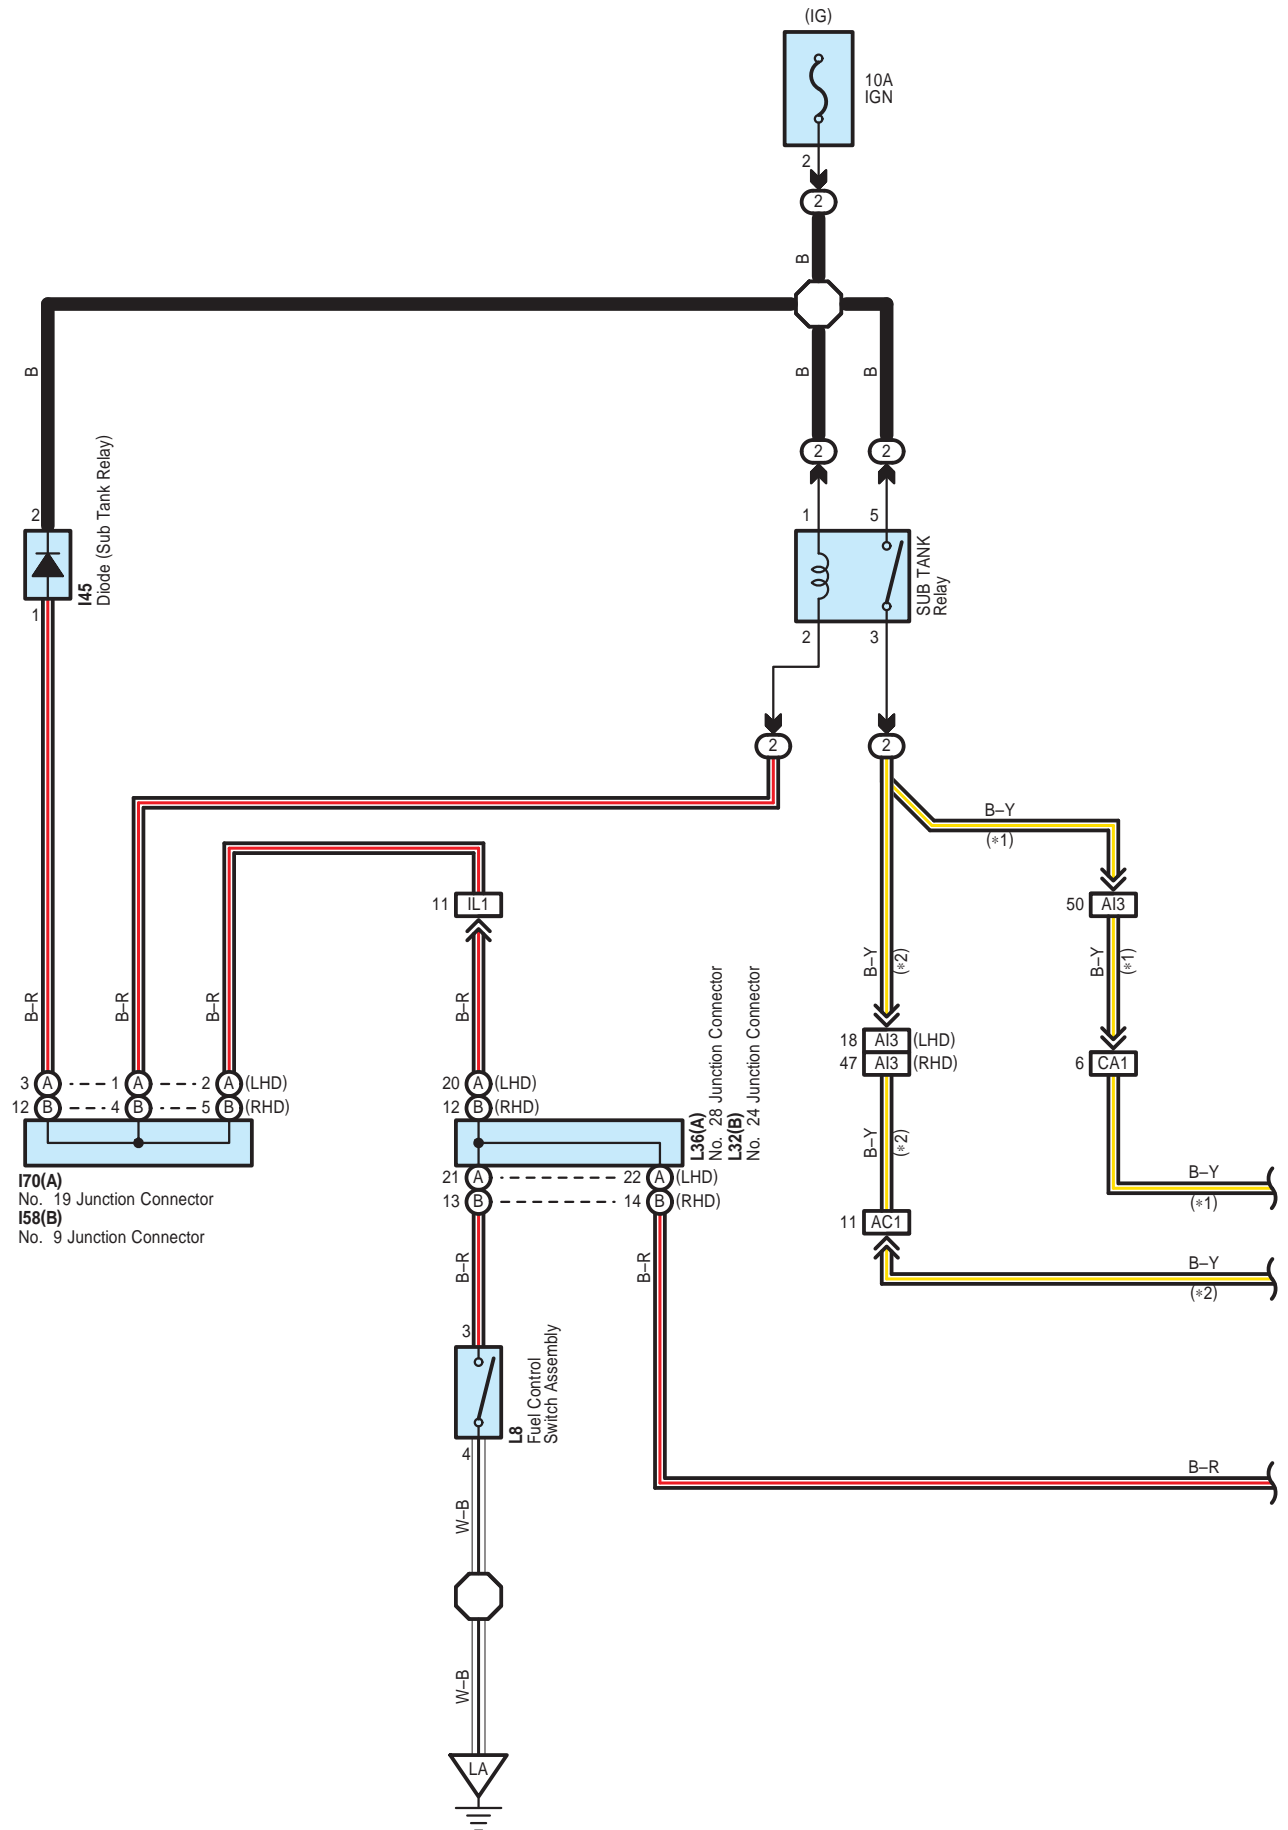 (IG)
10A
IGN
2
2
B
B
B
B
2
2
2
1
5
I45
Diode (Sub Tank Relay)
SUB TANK
Relay
1
2
3
2
2
B–Y
(*1)
11 IL1
50 AI3
B–R
B–R
B–R
B–R
B–Y
(*2)
B–Y
(*1)
18 AI3 (LHD)
47 AI3 (RHD)
6 CA1
3 A 1 A 2 A (LHD)
12 B 4 B 5 B (RHD)
20 A (LHD)
12 B (RHD)
L36(A)
No. 28 Junction Connector
L32(B)
No. 24 Junction Connector
B–Y
(*2)
I70(A)
No. 19 Junction Connector
I58(B)
No. 9 Junction Connector
21 A 22 A (LHD)
13 B 14 B (RHD)
B–Y
(*1)
11 AC1
B–R
B–R
B–Y
(*2)
3
L8
Fuel Control
Switch Assembly
4
B–R
W–B
W–B
LA